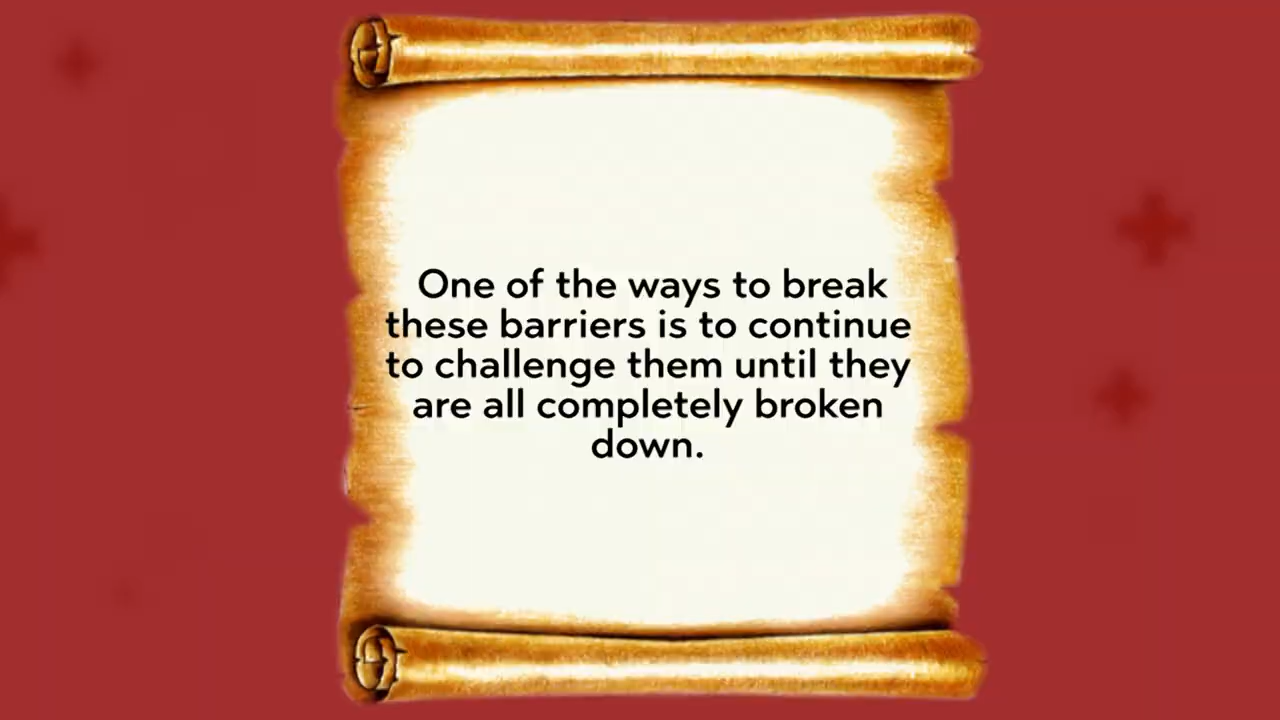 One of the ways to break
these barriers is to continue
to challenge them until they
are all completely broken
down.